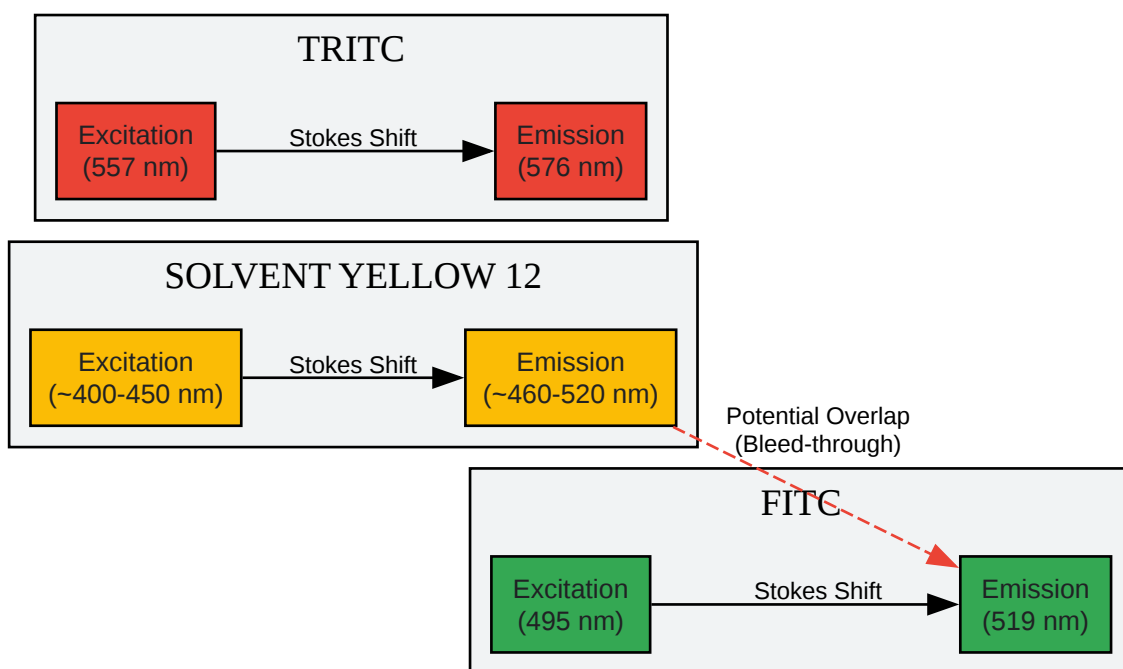 TRITC
Excitation
(557 nm)
Stokes Shift
Emission
(576 nm)
SOLVENT YELLOW 12
Excitation
(~400-450 nm)
Stokes Shift
Emission
(~460-520 nm)
Potential Overlap
(Bleed-through)
FITC
Excitation
(495 nm)
Stokes Shift
Emission
(519 nm)